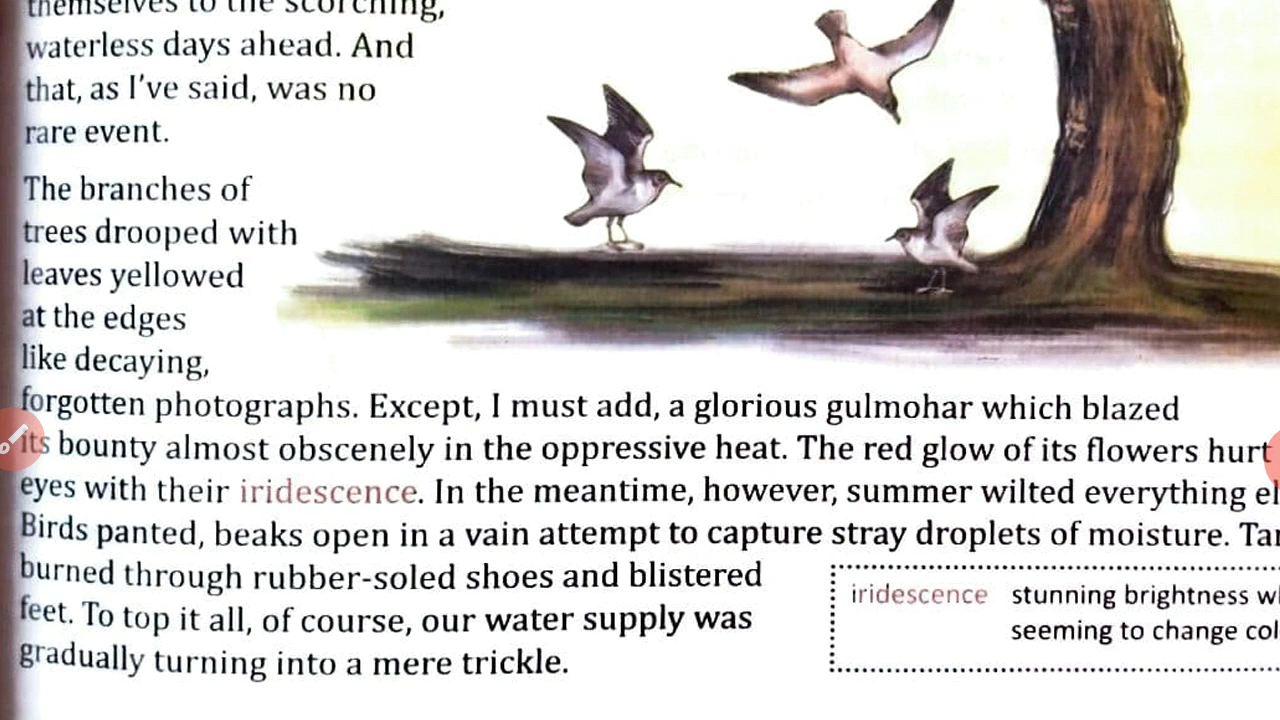 themselves to the scorching,
waterless days ahead. And
that, as I've said, was no
rare event.
The branches of
trees drooped with
leaves yellowed
at the edges
like decaying,
forgotten photographs. Except, I must add, a glorious gulmohar which blazed
its bounty almost obscenely in the oppressive heat. The red glow of its flowers hurt
eyes with their iridescence. In the meantime, however, summer wilted everything
Birds panted, beaks open in a vain attempt to capture stray droplets of moisture.
burned through rubber-soled shoes and blistered
feet. To top it all, of course, our water supply was
gradually turning into a mere trickle.
iridescence stunning brightness
seeming to change